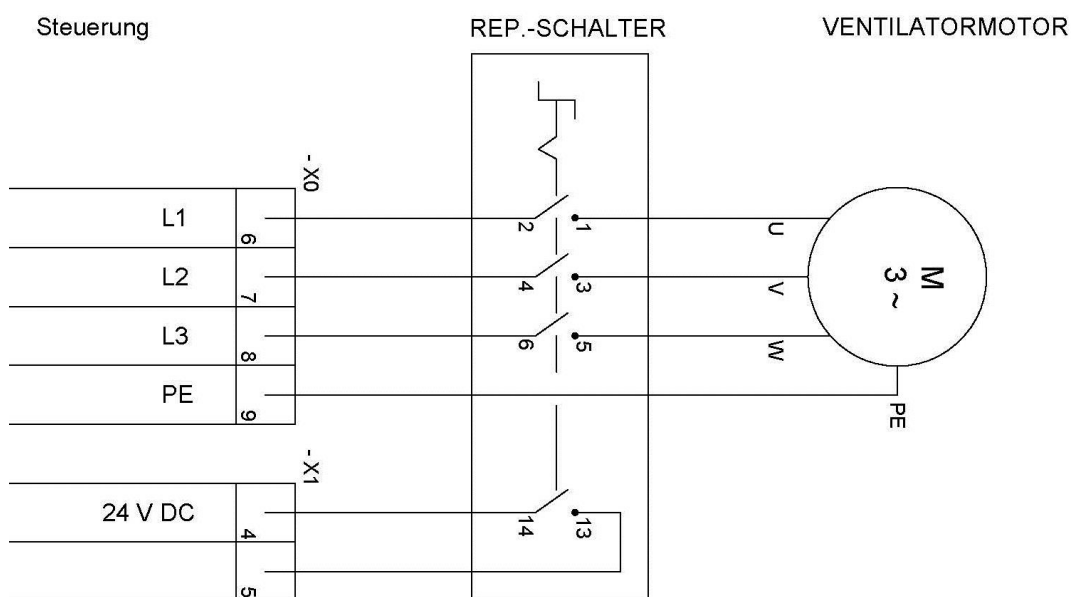 Steuerung REP.-SCHALTER VENTILATORMOTOR
- X0
L1 6 2 1 U
L2 7 4 3 V
M 3 ~
L3 8 6 5 W
PE 9 PE
- X1
24 V DC 4 14 13
5